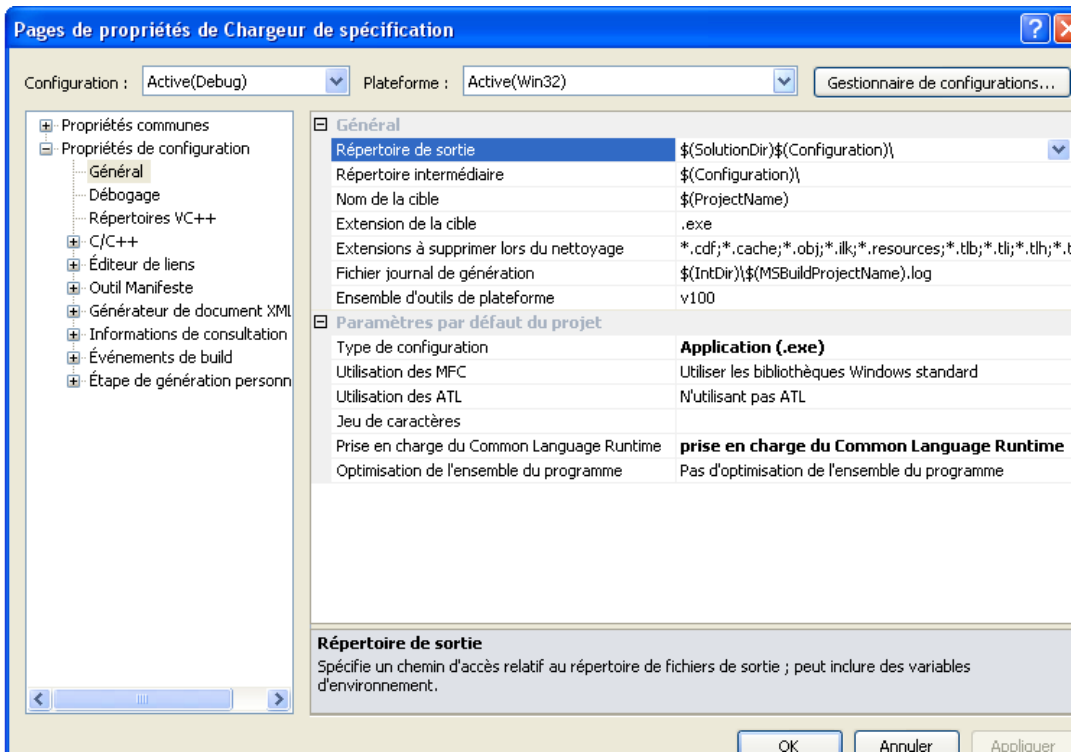 Pages de propriétés de Chargeur de spécification
Configuration : Active(Debug) Plateforme : Active(Win32) Gestionnaire de configurations...
Propriétés communes
Propriétés de configuration
Général
Débogage
Répertoires VC++
C/C++
Éditeur de liens
Outil Manifeste
Générateur de document XML
Informations de consultation
Événements de build
Étape de génération personn
Général
Répertoire de sortie $(SolutionDir)$(Configuration)\
Répertoire intermédiaire $(Configuration)\
Nom de la cible $(ProjectName)
Extension de la cible .exe
Extensions à supprimer lors du nettoyage *.cdf;*.cache;*.obj;*.ilk;*.resources;*.tlb;*.tli;*.tlh;*.t
Fichier journal de génération $(IntDir)\$(MSBuildProjectName).log
Ensemble d'outils de plateforme v100
Paramètres par défaut du projet
Type de configuration Application (.exe)
Utilisation des MFC Utiliser les bibliothèques Windows standard
Utilisation des ATL N'utilisant pas ATL
Jeu de caractères
Prise en charge du Common Language Runtime prise en charge du Common Language Runtime
Optimisation de l'ensemble du programme Pas d'optimisation de l'ensemble du programme
Répertoire de sortie
Spécifie un chemin d'accès relatif au répertoire de fichiers de sortie ; peut inclure des variables
d'environnement.
OK Annuler Appliquer